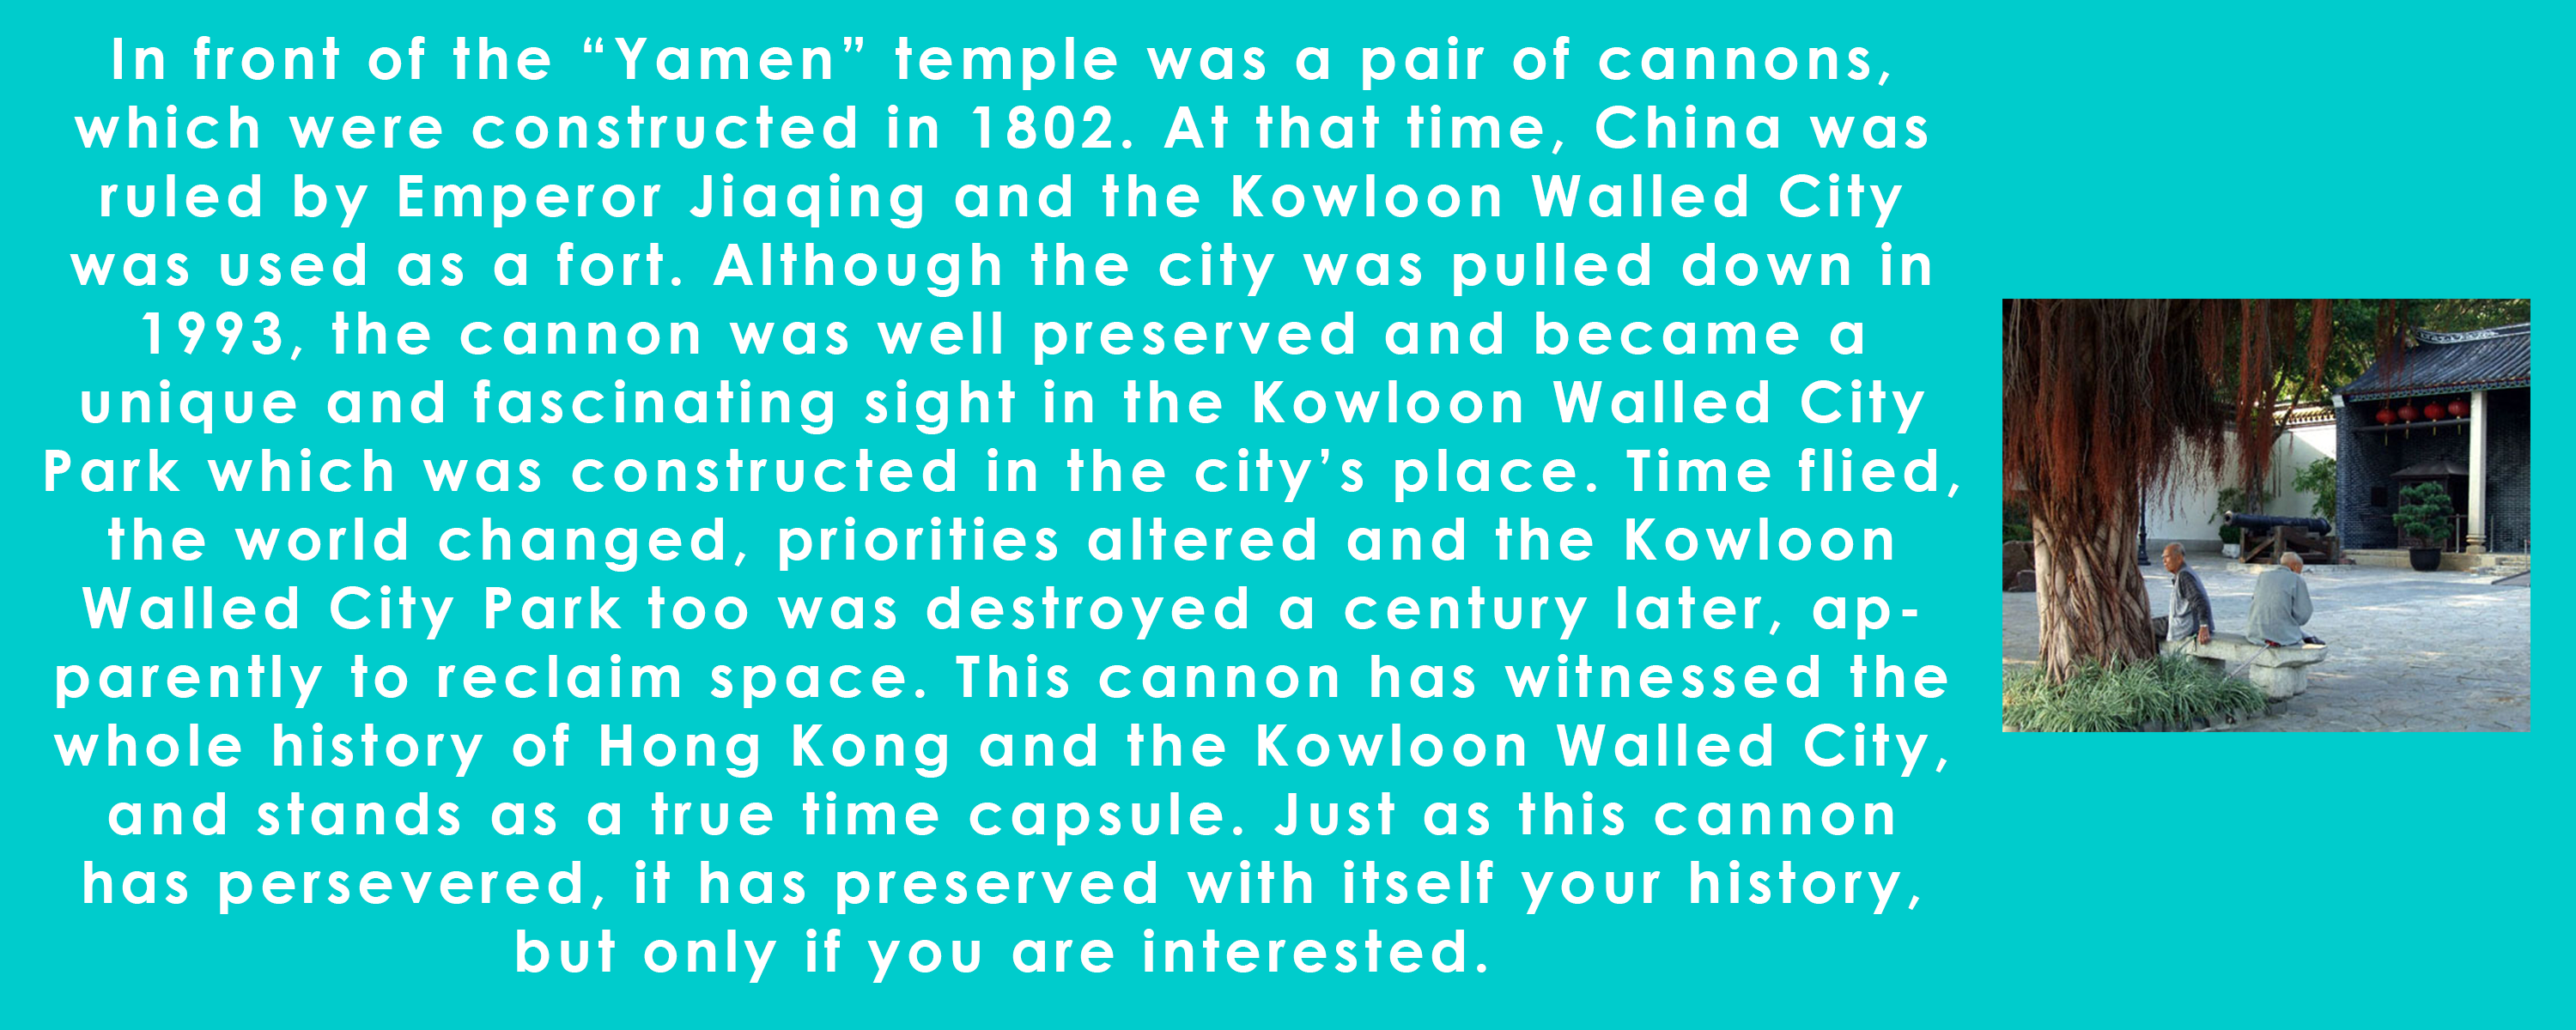 In front of the “Yamen” temple was a pair of cannons,
which were constructed in 1802. At that time, China was
ruled by Emperor Jiaqing and the Kowloon Walled City
was used as a fort. Although the city was pulled down in
1993, the cannon was well preserved and became a
unique and fascinating sight in the Kowloon Walled City
Park which was constructed in the city’s place. Time flied,
the world changed, priorities altered and the Kowloon
Walled City Park too was destroyed a century later, ap-
parently to reclaim space. This cannon has witnessed the
whole history of Hong Kong and the Kowloon Walled City,
and stands as a true time capsule. Just as this cannon
has persevered, it has preserved with itself your history,
but only if you are interested.